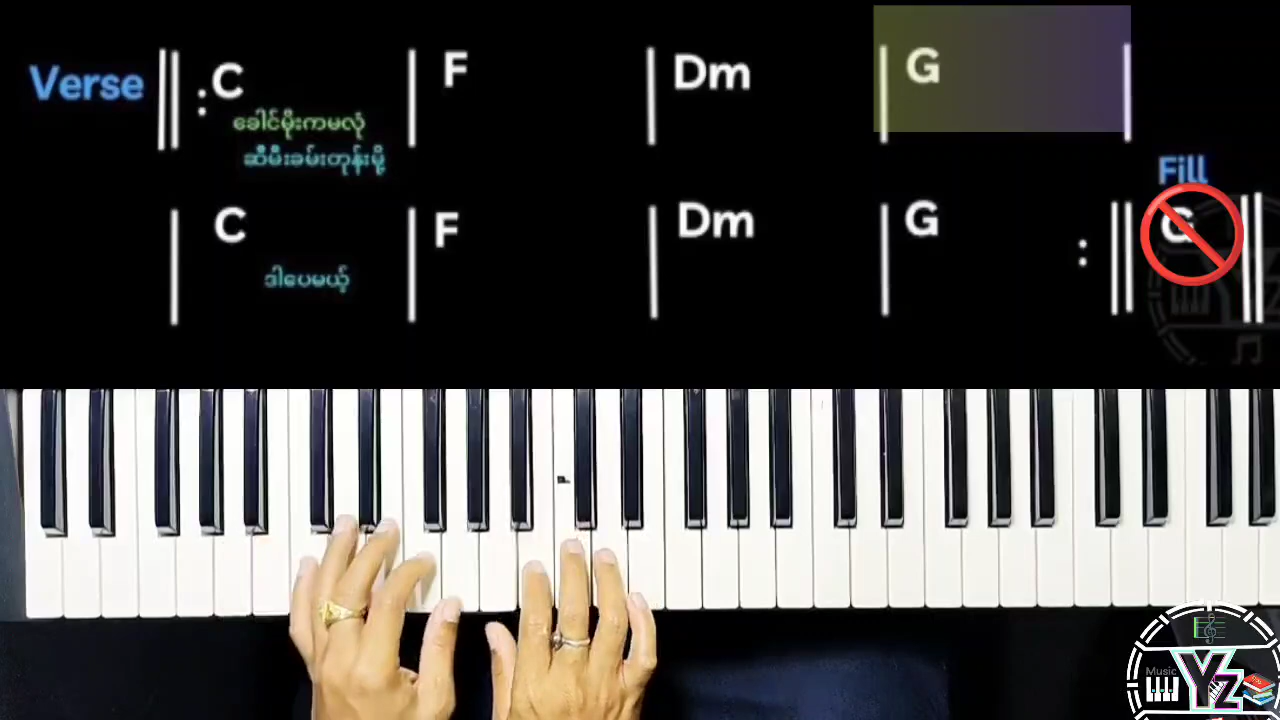 Verse C F Dm G
ခေါင်မိုးကမလုံ
ဆီမီးခမ်းတုန်းမို့
Fill
C F Dm G G
ဒါပေမယ့်
Music Yz